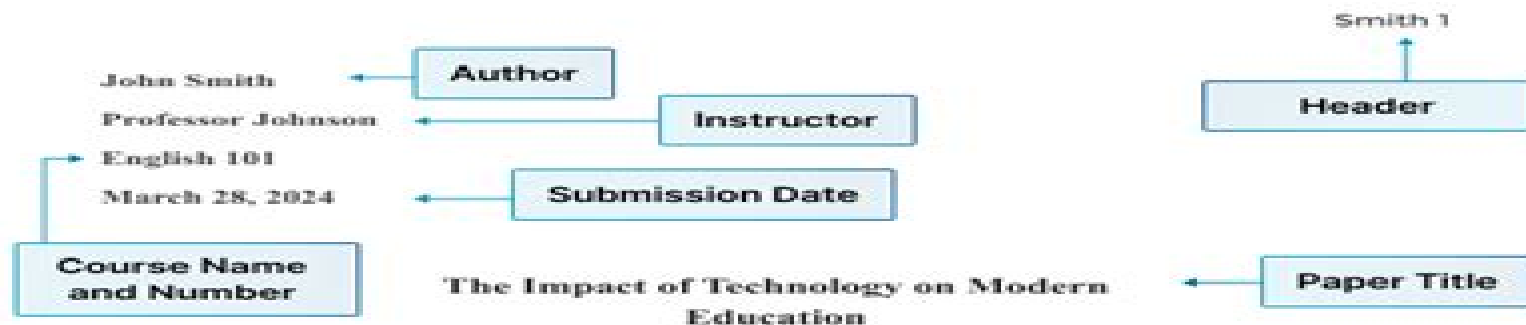 Smith 1
John Smith
Author
Professor Johnson
Instructor
Header
English 101
March 28, 2024
Submission Date
Course Name
and Number
The Impact of Technology on Modern
Education
Paper Title